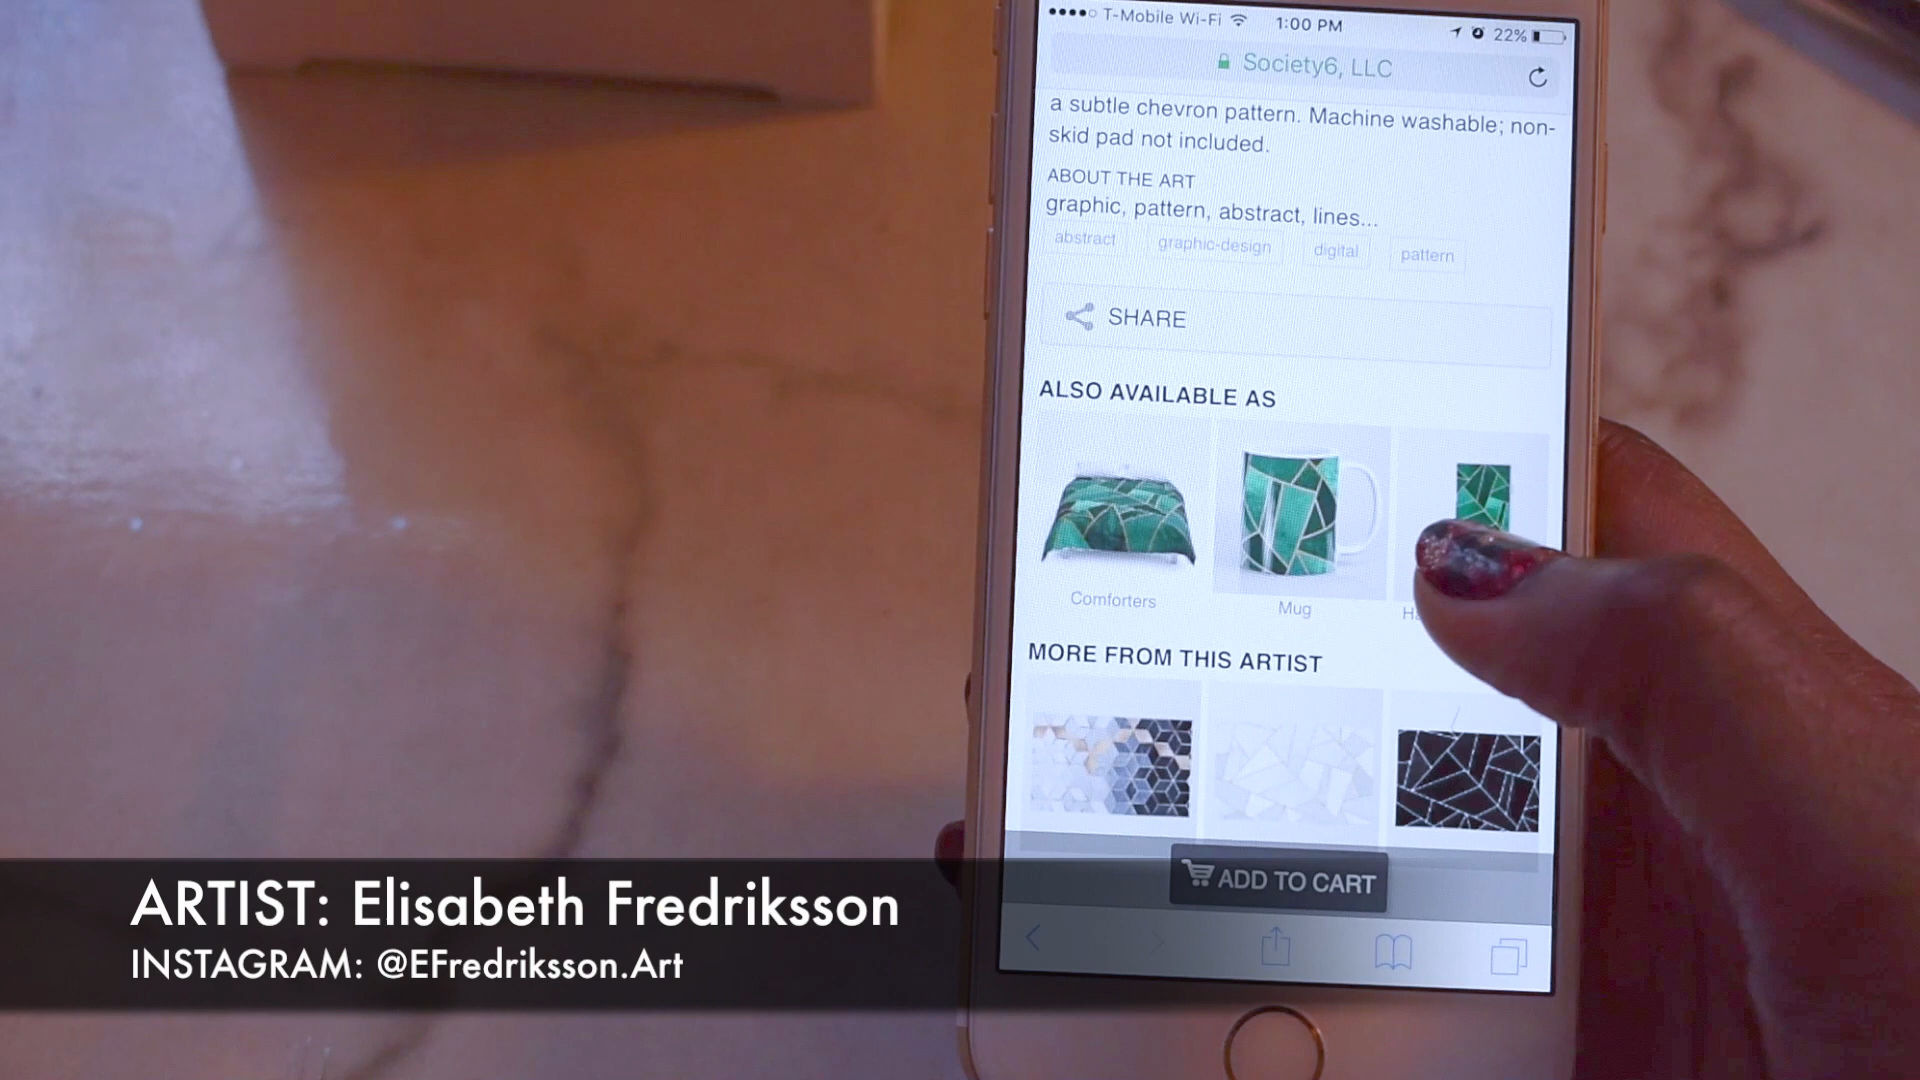 T-Mobile Wi-Fi 1:00 PM 22%
Society6, LLC
a subtle chevron pattern. Machine washable; non-
skid pad not included.
ABOUT THE ART
graphic, pattern, abstract, lines...
abstract graphic-design digital pattern
SHARE
ALSO AVAILABLE AS
Comforters Mug
MORE FROM THIS ARTIST
ADD TO CART
ARTIST: Elisabeth Fredriksson
INSTAGRAM: @EFredriksson.Art